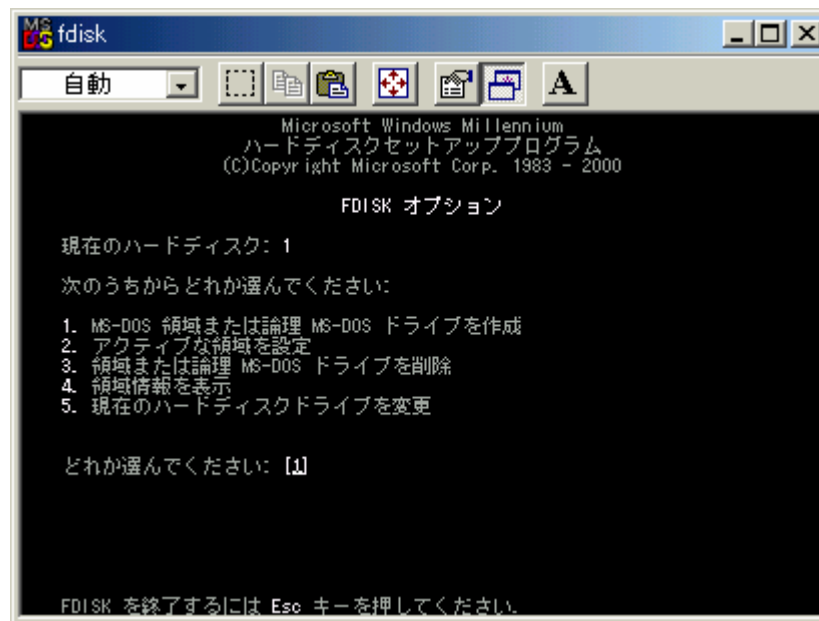 fdisk
自動
A
Microsoft Windows Millennium
ハードディスクセットアッププログラム
(C)Copyright Microsoft Corp. 1983 - 2000
FDISK オプション
現在のハードディスク: 1
次のうちからどれか選んでください:
1. MS-DOS 領域または論理 MS-DOS ドライブを作成
2. アクティブな領域を設定
3. 領域または論理 MS-DOS ドライブを削除
4. 領域情報を表示
5. 現在のハードディスクドライブを変更
どれか選んでください: [1]
FDISK を終了するには Esc キーを押してください.